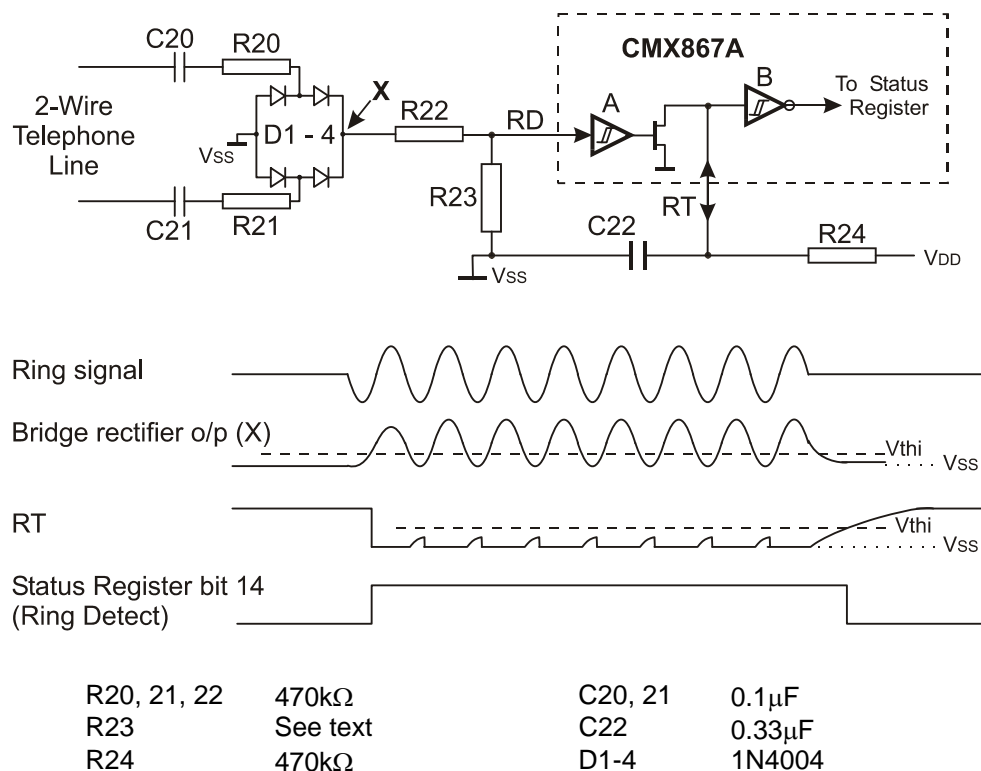 C20 R20
CMX867A
X
A
B
To Status
Register
2-Wire
Telephone
Line
R22
RD
D1 - 4
VSS
R23
RT
C21 R21
C22
R24
VDD
VSS
Ring signal
Bridge rectifier o/p (X)
Vthi
VSS
RT
Vthi
VSS
Status Register bit 14
(Ring Detect)
R20, 21, 22 470kΩ C20, 21 0.1µF
R23 See text C22 0.33µF
R24 470kΩ D1-4 1N4004